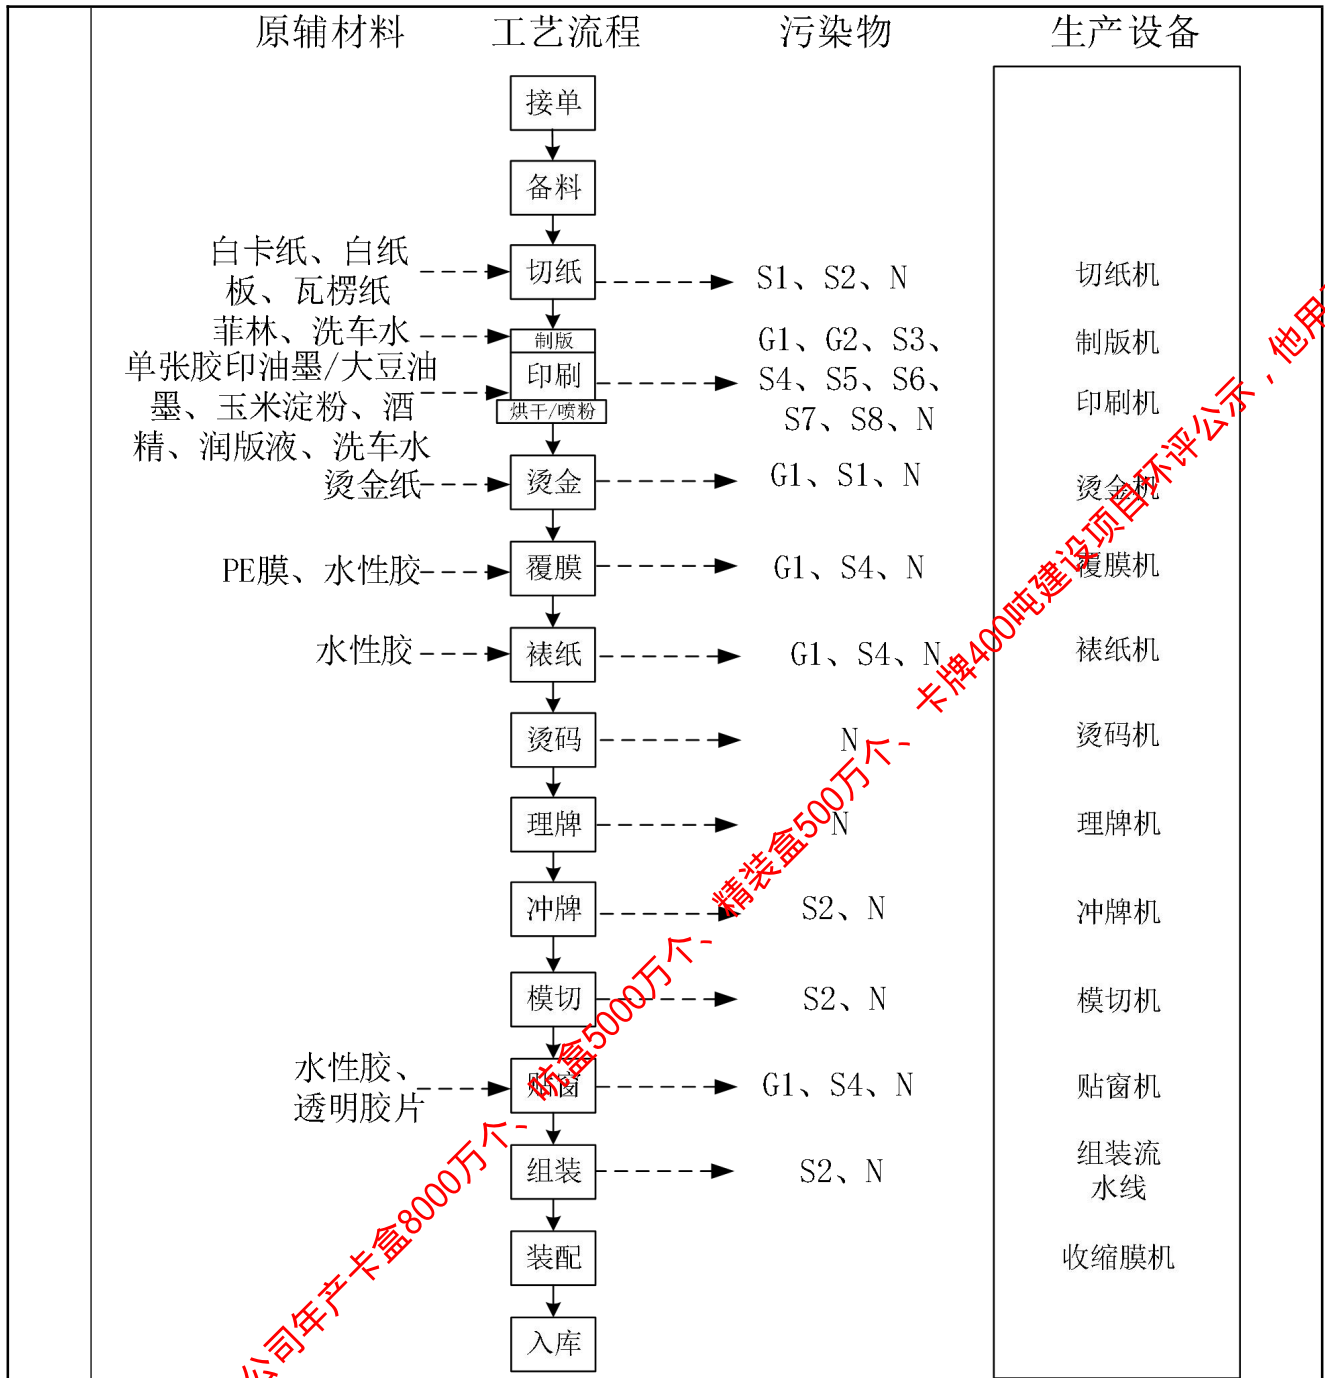 原辅材料 工艺流程 污染物 生产设备
接单
备料
白卡纸、白纸
板、瓦楞纸
切纸
S1、S2、N
切纸机
菲林、洗车水
制版
G1、G2、S3、
制版机
单张胶印油墨/大豆油
印刷
S4、S5、S6、
墨、玉米淀粉、酒
烘干/喷粉
S7、S8、N
印刷机
精、润版液、洗车水
烫金纸
烫金
G1、S1、N
烫金机
PE膜、水性胶
覆膜
G1、S4、N
覆膜机
水性胶
裱纸
G1、S4、N
裱纸机
烫码
N
烫码机
理牌
N
理牌机
冲牌
S2、N
冲牌机
模切
S2、N
模切机
水性胶、
透明胶片
贴窗
G1、S4、N
贴窗机
组装
S2、N
组装流
水线
装配
收缩膜机
入库
公司年产卡盒8000万个、坑盒5000万个、精装盒500万个、卡牌400吨建设项目环评公示，他用